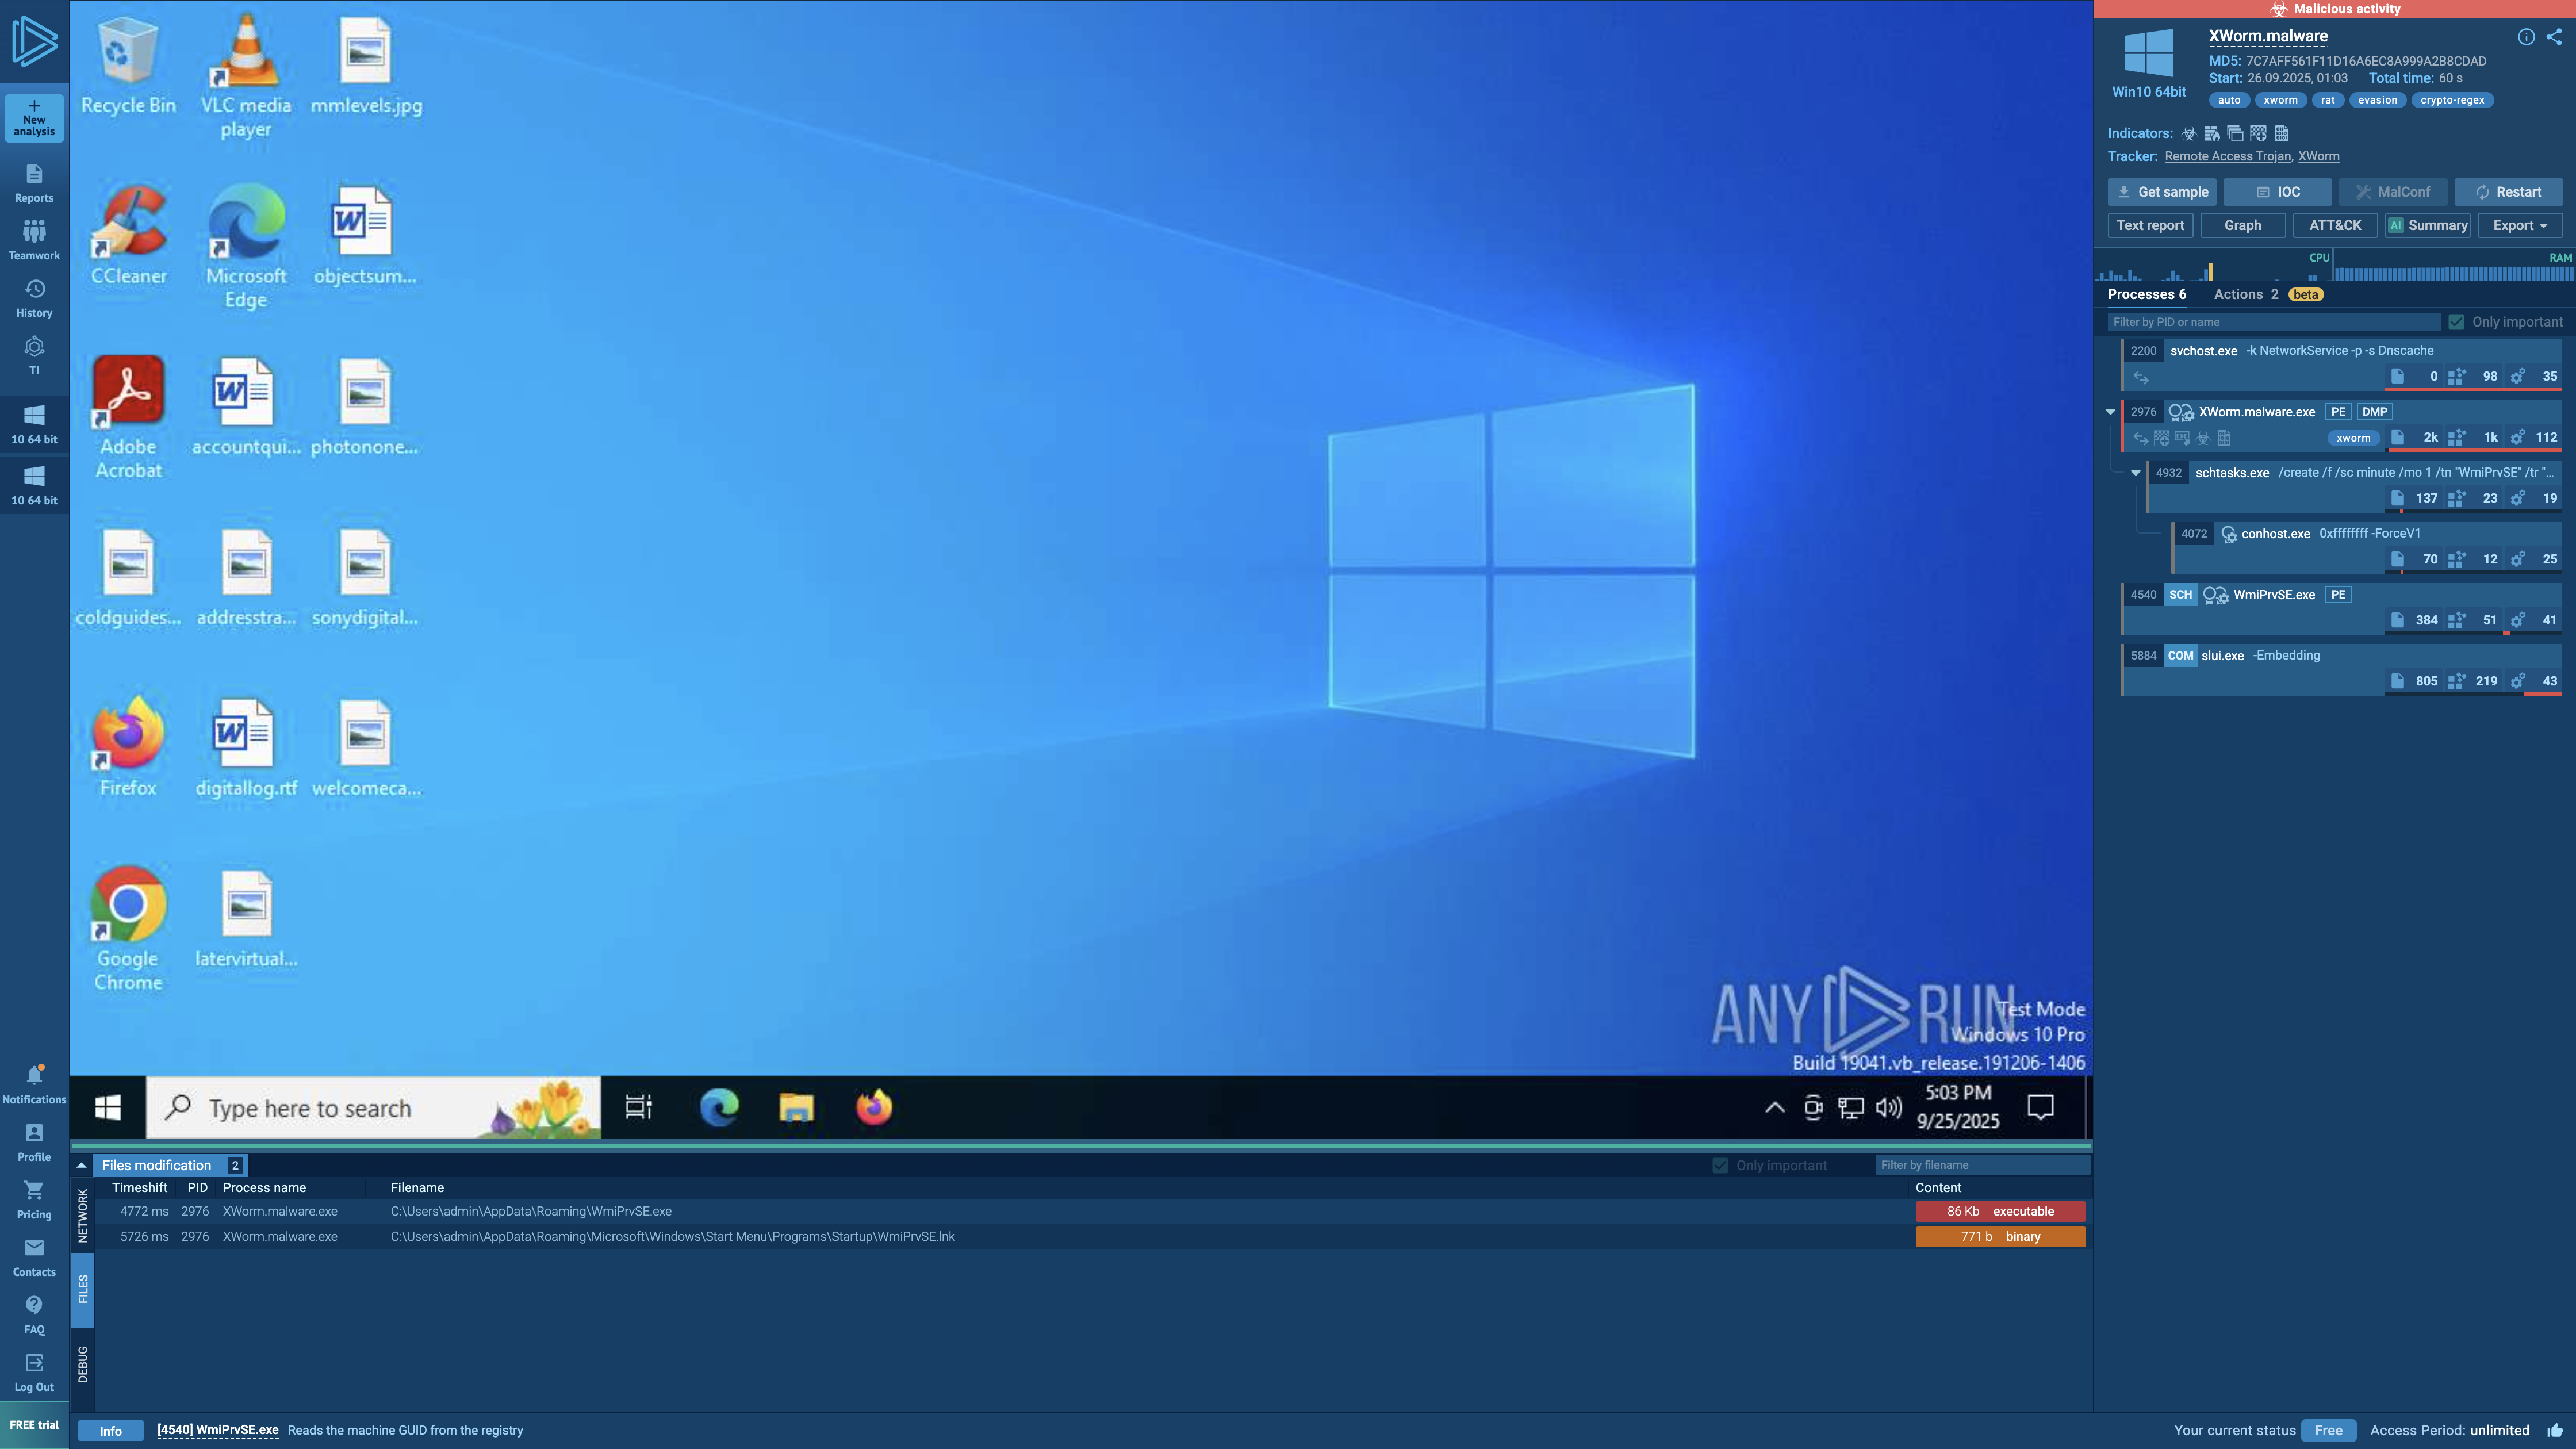 Malicious activity
New
analysis
Reports
Teamwork
History
TI
10 64 bit
10 64 bit
Notifications
Profile
Pricing
Contacts
FAQ
Log Out
FREE trial
Recycle Bin
VLC media
player
mmlevels.jpg
CCleaner
Microsoft
Edge
objectsum...
Adobe
Acrobat
accountqui...
photonone...
coldguides...
addresstra...
sonydigital...
Firefox
digitallog.rtf
welcomeca...
Google
Chrome
latervirtual...
ANY RUN
Test Mode
Windows 10 Pro
Build 19041.vb_release.191206-1406
Type here to search
5:03 PM
9/25/2025
XWorm.malware
MD5: 7C7AFF561F11D16A6EC8A999A2B8CDAD
Start: 26.09.2025, 01:03 Total time: 60 s
Win10 64bit
auto xworm rat evasion crypto-regex
Indicators:
Tracker: Remote Access Trojan, XWorm
Get sample IOC MalConf Restart
Text report Graph ATT&CK AI Summary Export
CPU RAM
Processes 6 Actions 2 beta
Filter by PID or name Only important
2200 svchost.exe -k NetworkService -p -s Dnscache
0 98 35
2976 XWorm.malware.exe PE DMP
xworm 2k 1k 112
4932 schtasks.exe /create /f /sc minute /mo 1 /tn "WmiPrvSE" /tr "...
137 23 19
4072 conhost.exe 0xffffffff -ForceV1
70 12 25
4540 SCH WmiPrvSE.exe PE
384 51 41
5884 COM slui.exe -Embedding
805 219 43
Files modification 2 Only important Filter by filename
NETWORK
FILES
DEBUG
Timeshift PID Process name Filename Content
4772 ms 2976 XWorm.malware.exe C:\Users\admin\AppData\Roaming\WmiPrvSE.exe 86 Kb executable
5726 ms 2976 XWorm.malware.exe C:\Users\admin\AppData\Roaming\Microsoft\Windows\Start Menu\Programs\Startup\WmiPrvSE.lnk 771 b binary
Info [4540] WmiPrvSE.exe Reads the machine GUID from the registry
Your current status Free Access Period: unlimited